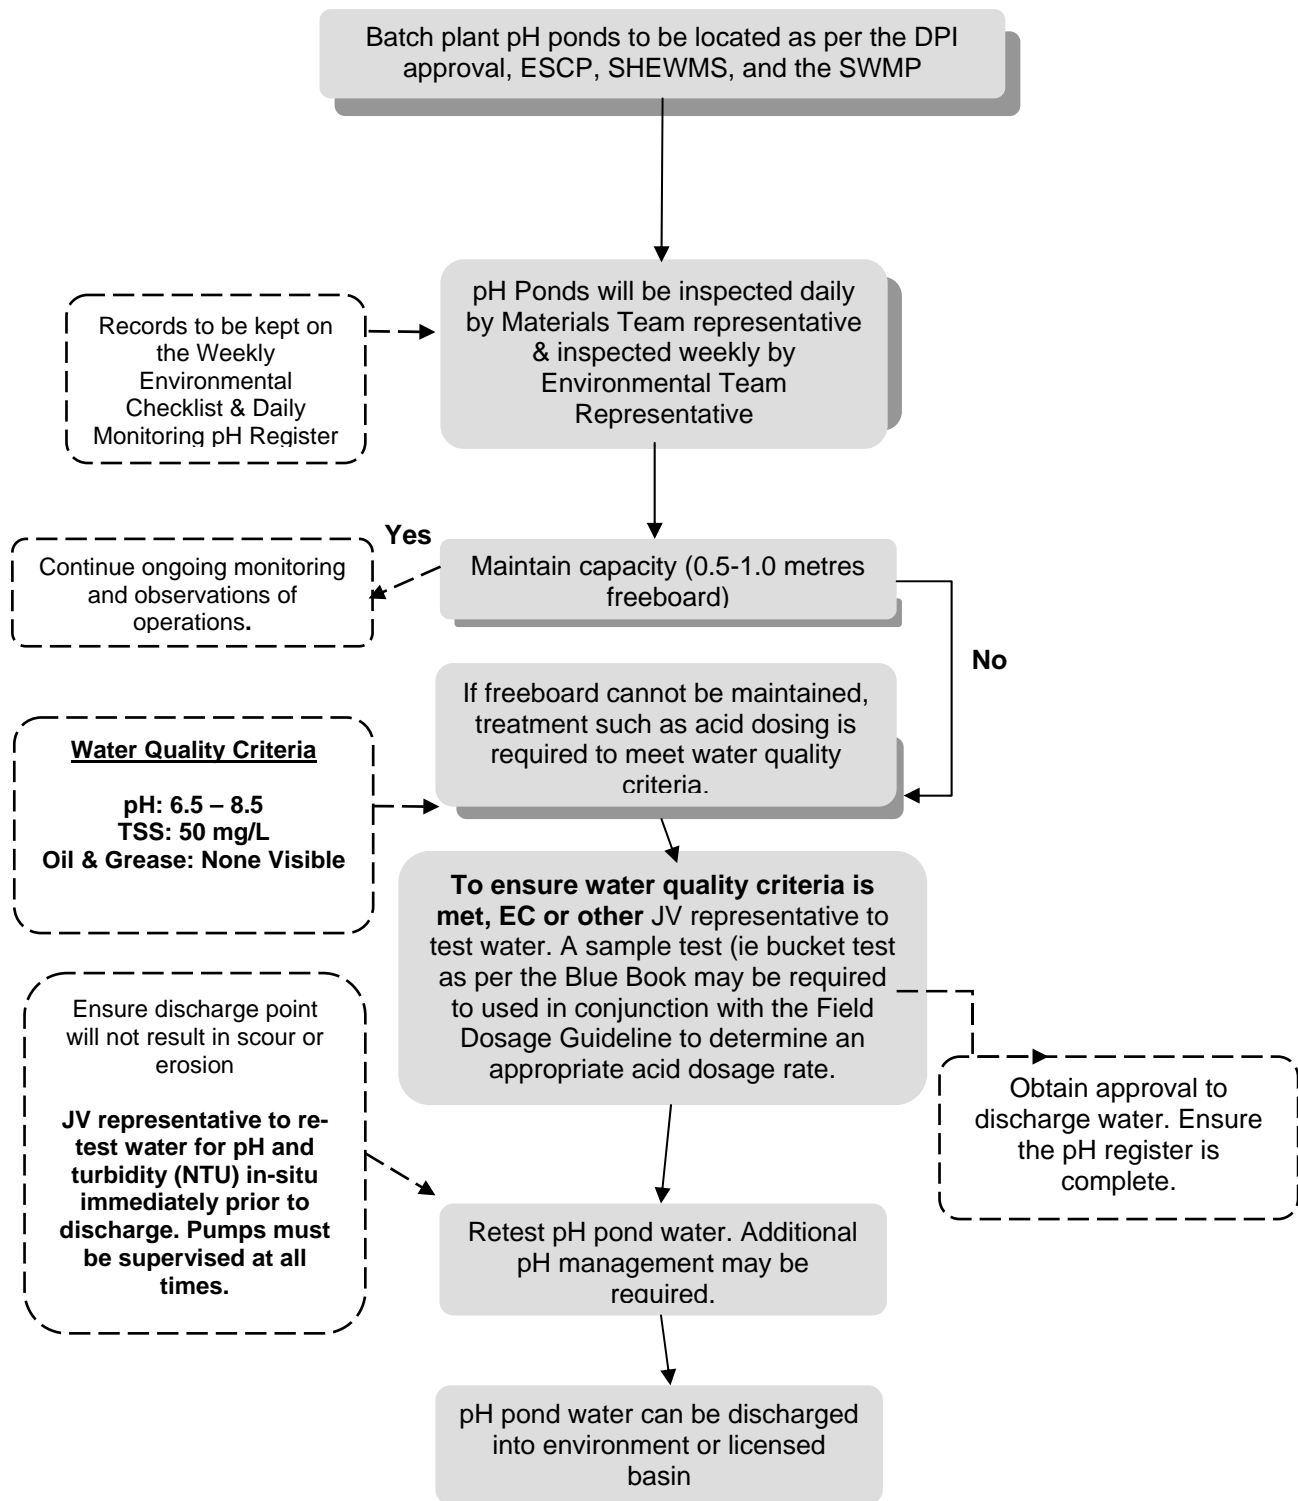 Batch plant pH ponds to be located as per the DPI
approval, ESCP, SHEWMS, and the SWMP
pH Ponds will be inspected daily
by Materials Team representative
& inspected weekly by
Environmental Team
Representative
Records to be kept on
the Weekly
Environmental
Checklist & Daily
Monitoring pH Register
Yes
Maintain capacity (0.5-1.0 metres
freeboard)
Continue ongoing monitoring
and observations of
operations.
No
If freeboard cannot be maintained,
treatment such as acid dosing is
required to meet water quality
criteria.
Water Quality Criteria
pH: 6.5 – 8.5
TSS: 50 mg/L
Oil & Grease: None Visible
To ensure water quality criteria is
met, EC or other JV representative to
test water. A sample test (ie bucket test
as per the Blue Book may be required
to used in conjunction with the Field
Dosage Guideline to determine an
appropriate acid dosage rate.
Ensure discharge point
will not result in scour or
erosion
JV representative to re-
test water for pH and
turbidity (NTU) in-situ
immediately prior to
discharge. Pumps must
be supervised at all
times.
Obtain approval to
discharge water. Ensure
the pH register is
complete.
Retest pH pond water. Additional
pH management may be
required.
pH pond water can be discharged
into environment or licensed
basin